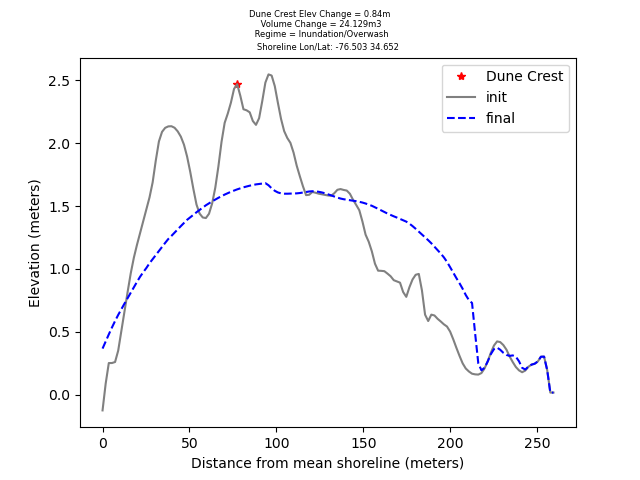 Dune Crest Elev Change = 0.84m
Volume Change = 24.129m3
Regime = Inundation/Overwash
Shoreline Lon/Lat: -76.503 34.652
Dune Crest
init
final
2.5
2.0
1.5
1.0
0.5
0.0
Elevation (meters)
0
50
100
150
200
250
Distance from mean shoreline (meters)